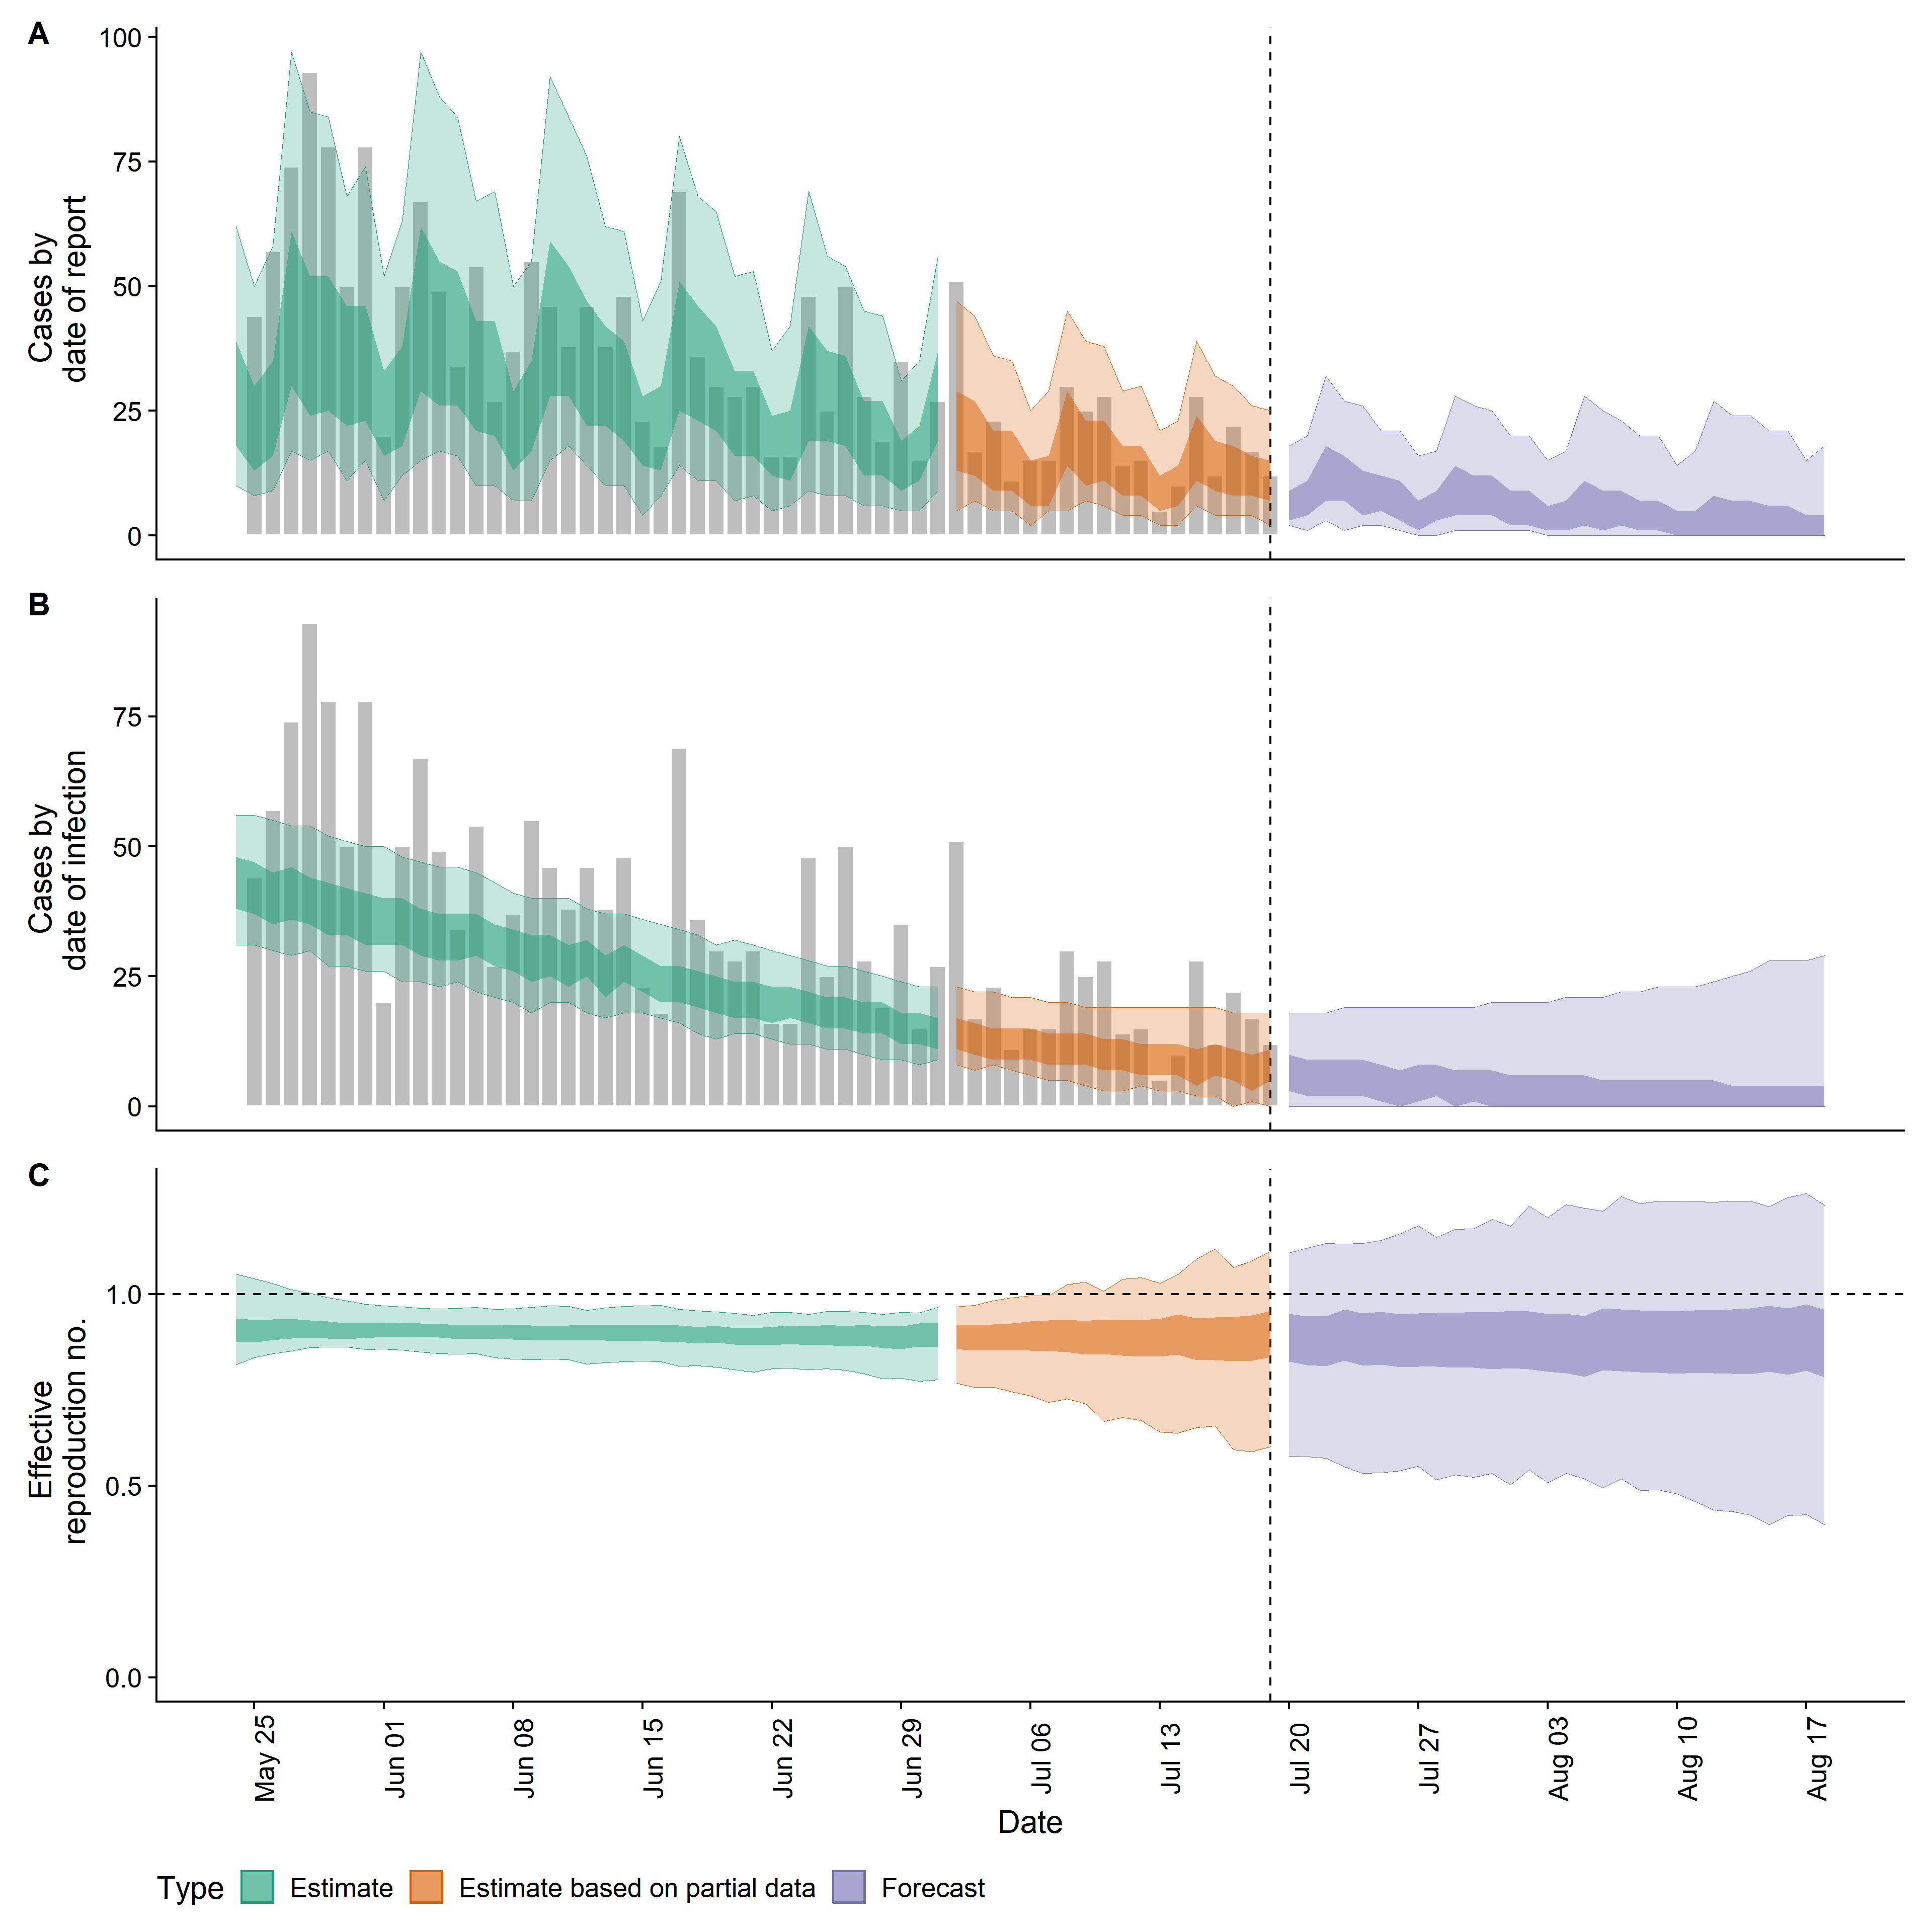 A
Cases by
date of report
100
75
50
25
0
B
Cases by
date of infection
75
50
25
0
C
Effective
reproduction no.
1.0
0.5
0.0
May 25
Jun 01
Jun 08
Jun 15
Jun 22
Jun 29
Jul 06
Jul 13
Jul 20
Jul 27
Aug 03
Aug 10
Aug 17
Date
Type Estimate Estimate based on partial data Forecast